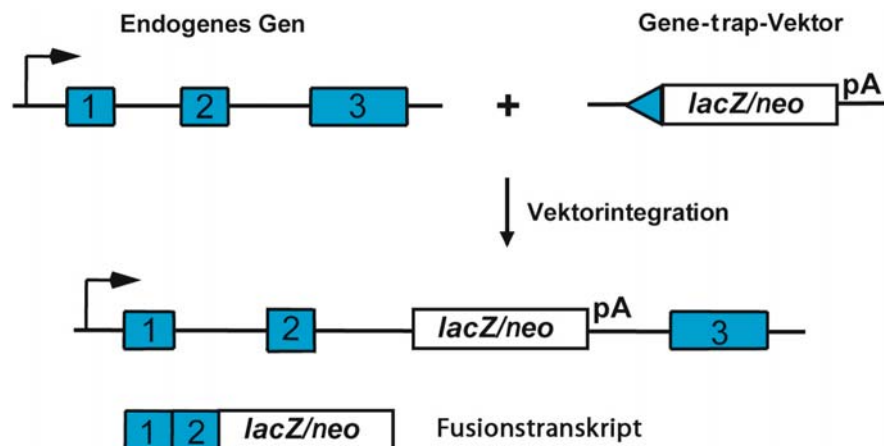 Endogenes Gen
Gene-trap-Vektor
1 2 3 + lacZ/neo pA
Vektorintegration
1 2 lacZ/neo pA 3
1 2 lacZ/neo Fusionstranskript